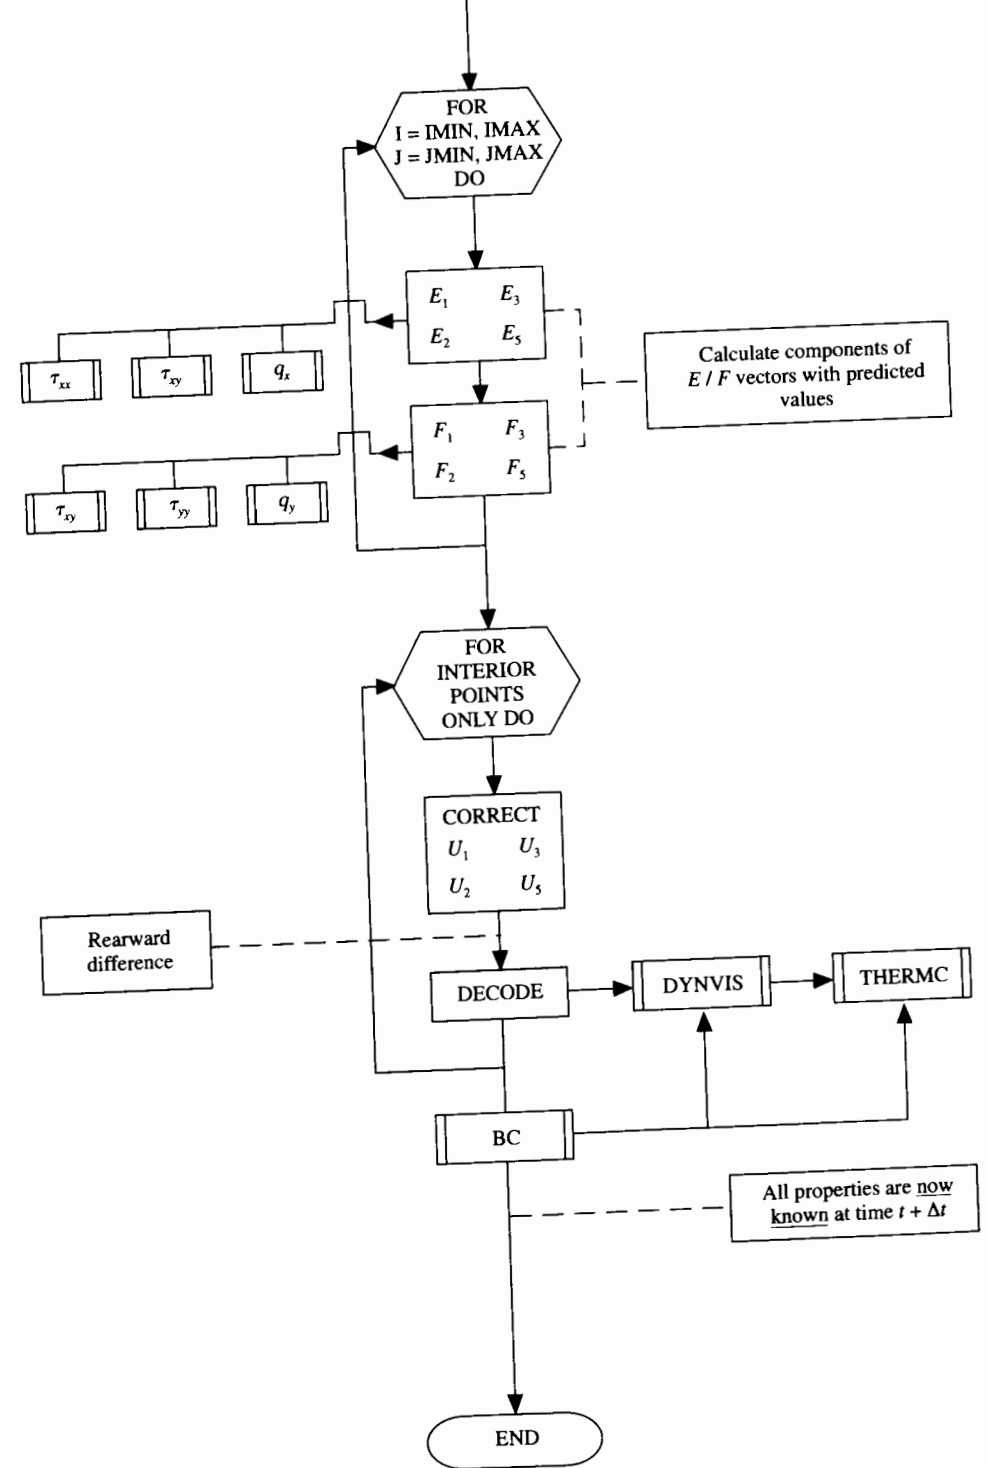 FOR
I = IMIN, IMAX
J = JMIN, JMAX
DO
E₁ E₃
E₂ E₅
τxx
τxy
qx
Calculate components of
E / F vectors with predicted
values
F₁ F₃
F₂ F₅
τxy
τyy
qy
FOR
INTERIOR
POINTS
ONLY DO
CORRECT
U₁ U₃
U₂ U₅
Rearward
difference
DECODE
DYNVIS
THERMC
BC
All properties are now
known at time t + Δt
END